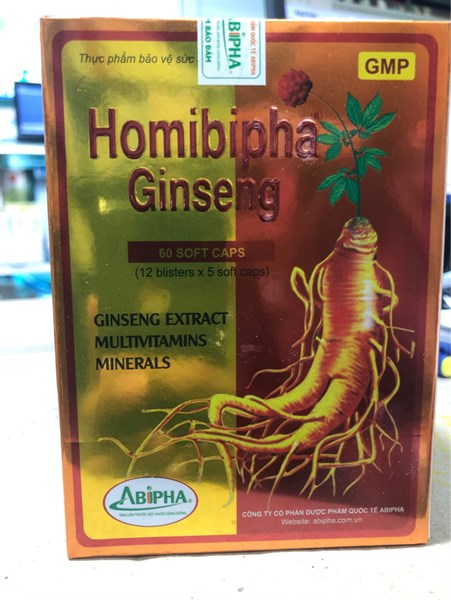 Thực phẩm bảo vệ sức
ABIPHA
GMP
Homibipha
Ginseng
60 SOFT CAPS
(12 blisters x 5 soft caps)
GINSENG EXTRACT
MULTIVITAMINS
MINERALS
ABIPHA
CÔNG TY CỔ PHẦN DƯỢC PHẨM QUỐC TẾ ABIPHA
Website: abipha.com.vn